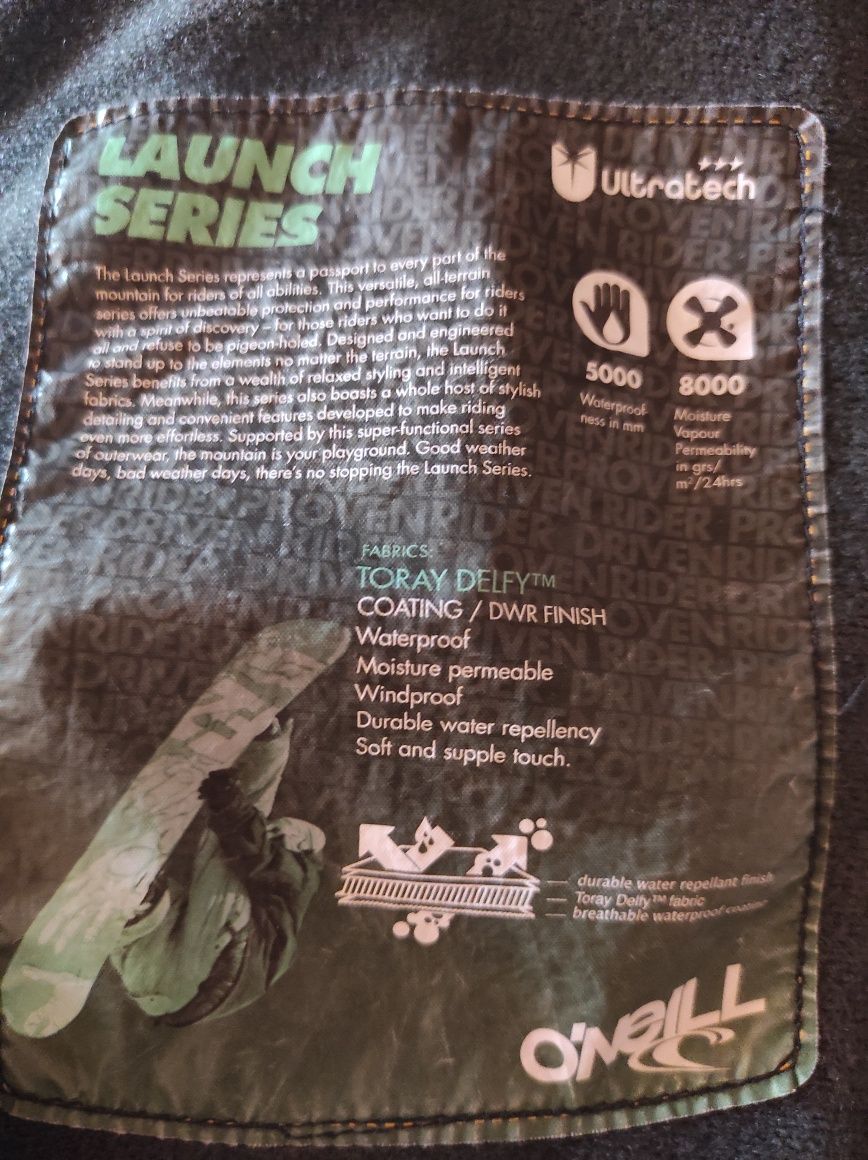 LAUNCH
SERIES
The Launch Series represents a passport to every part of the
mountain for riders of all abilities. This versatile, all-terrain
series offers unbeatable protection and performance for riders
with a spirit of discovery – for those riders who want to do it
all and refuse to be pigeon-holed. Designed and engineered
to stand up to the elements no matter the terrain, the Launch
Series benefits from a wealth of relaxed styling and intelligent
fabrics. Meanwhile, this series also boasts a whole host of stylish
detailing and convenient features developed to make riding
even more effortless. Supported by this super-functional series
of outerwear, the mountain is your playground. Good weather
days, bad weather days, there's no stopping the Launch Series.
Ultratech
5000
Waterproof
ness in mm
8000
Moisture
Vapour
Permeability
in grs/
m²/24hrs
FABRICS:
TORAY DELFY™
COATING / DWR FINISH
Waterproof
Moisture permeable
Windproof
Durable water repellency
Soft and supple touch.
durable water repellant finish
Toray Delfy™ fabric
breathable waterproof coating
O'NEILL